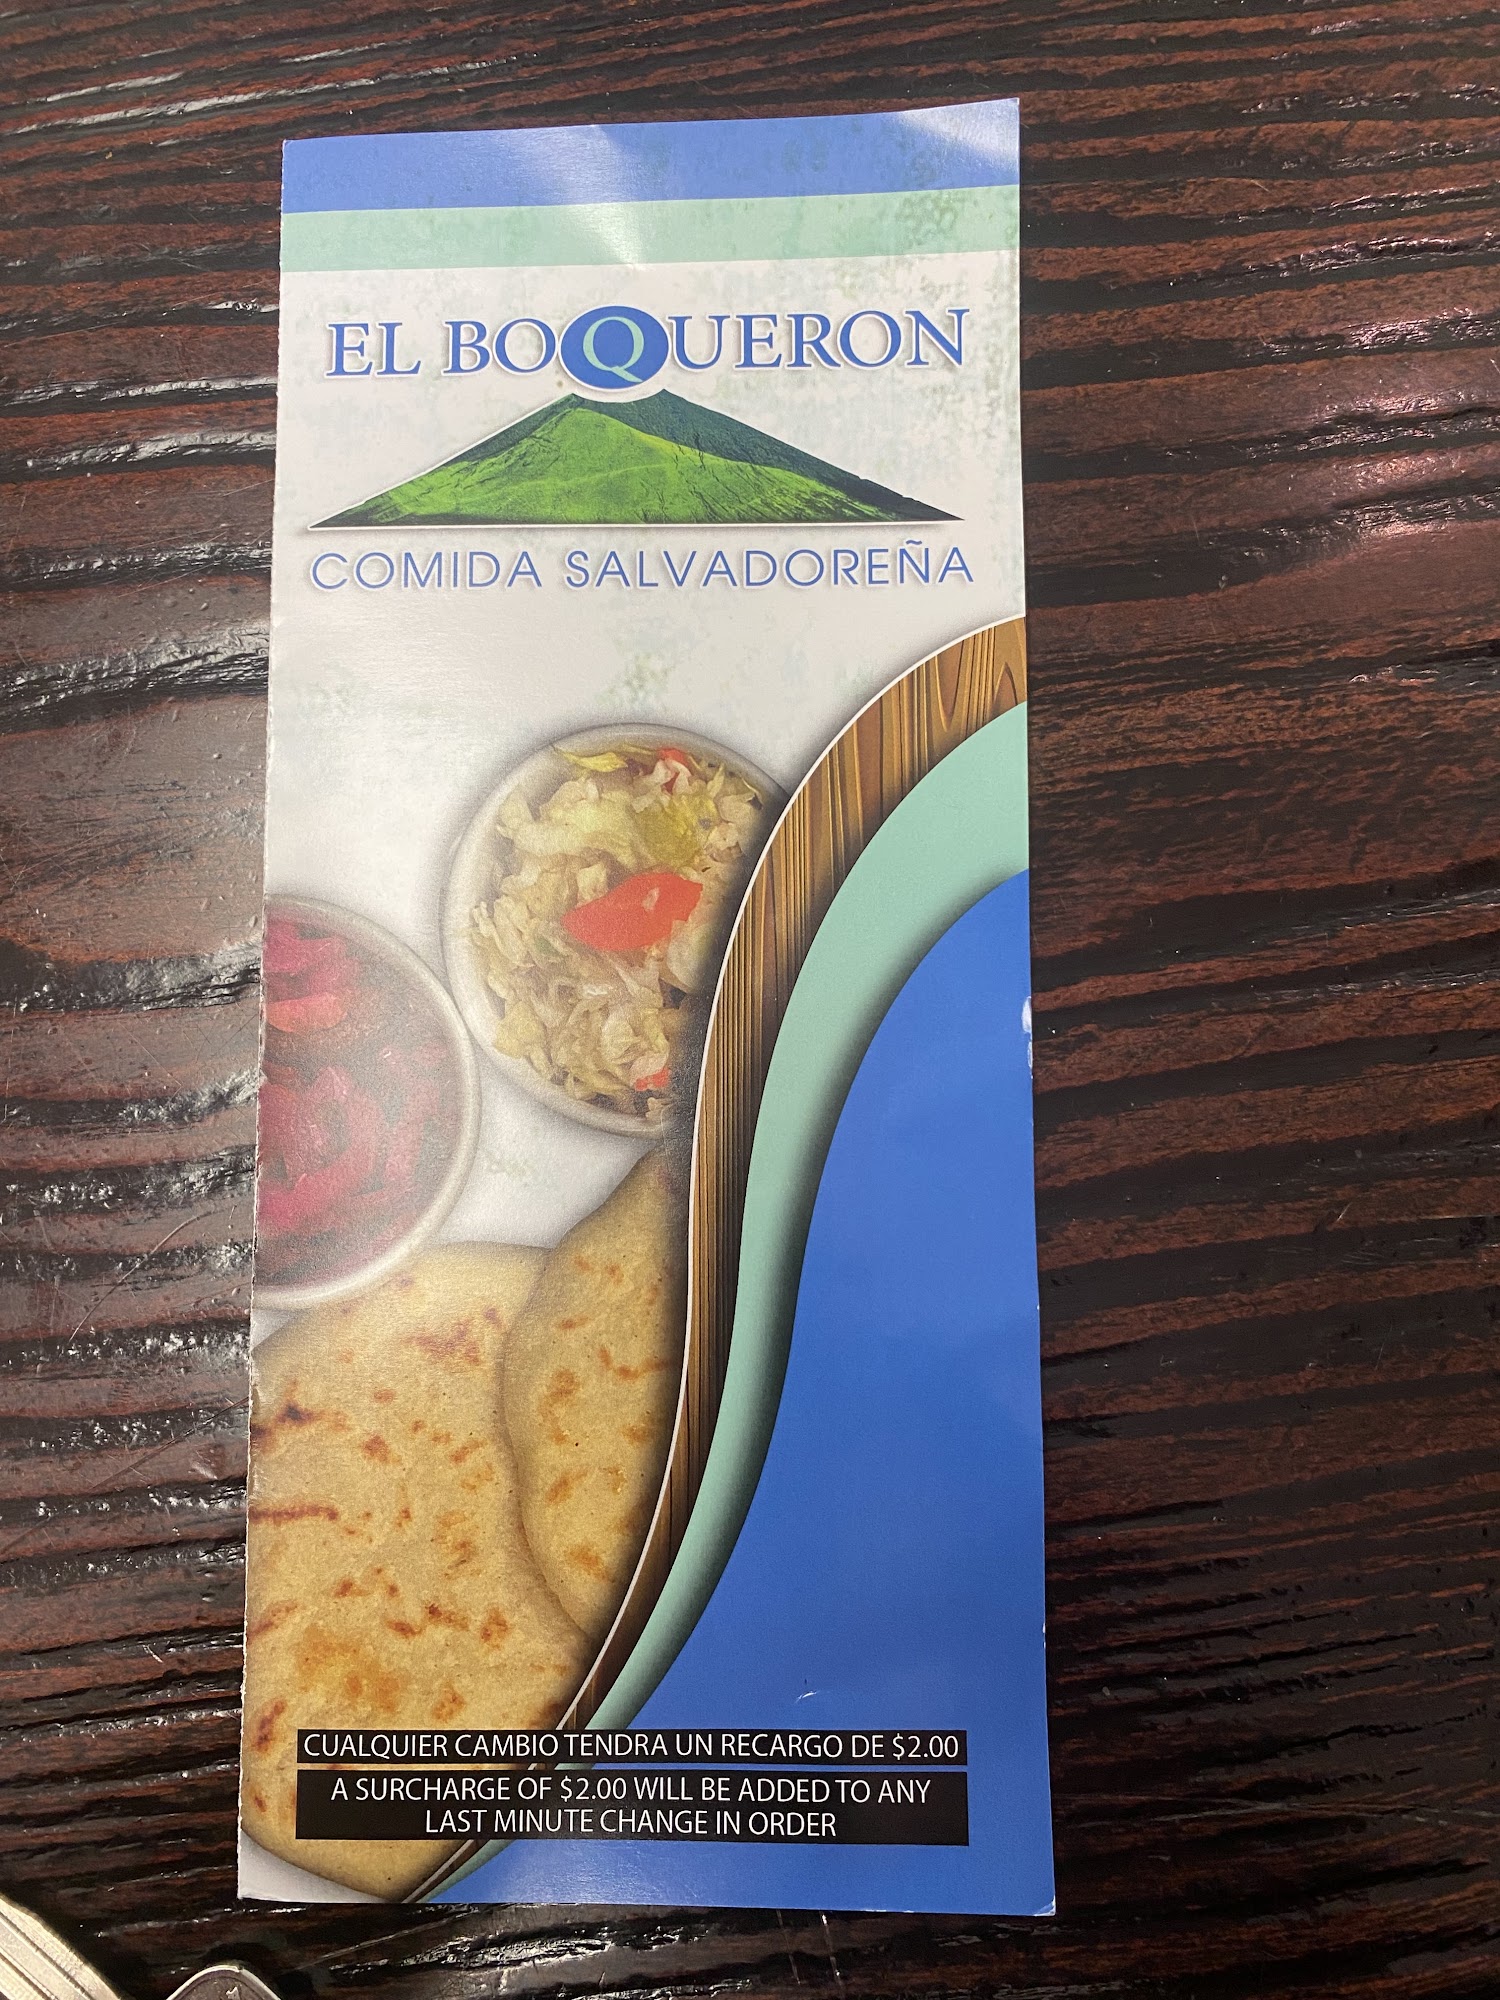 EL BOQUERON
COMIDA SALVADOREÑA
CUALQUIER CAMBIO TENDRA UN RECARGO DE $2.00
A SURCHARGE OF $2.00 WILL BE ADDED TO ANY
LAST MINUTE CHANGE IN ORDER